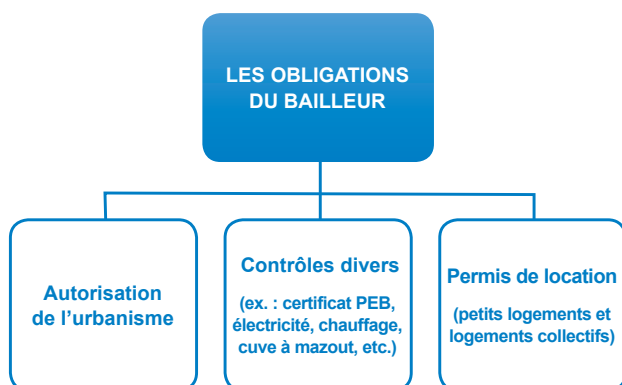 LES OBLIGATIONS
DU BAILLEUR
Autorisation
de l’urbanisme
Contrôles divers
(ex. : certificat PEB,
électricité, chauffage,
cuve à mazout, etc.)
Permis de location
(petits logements et
logements collectifs)